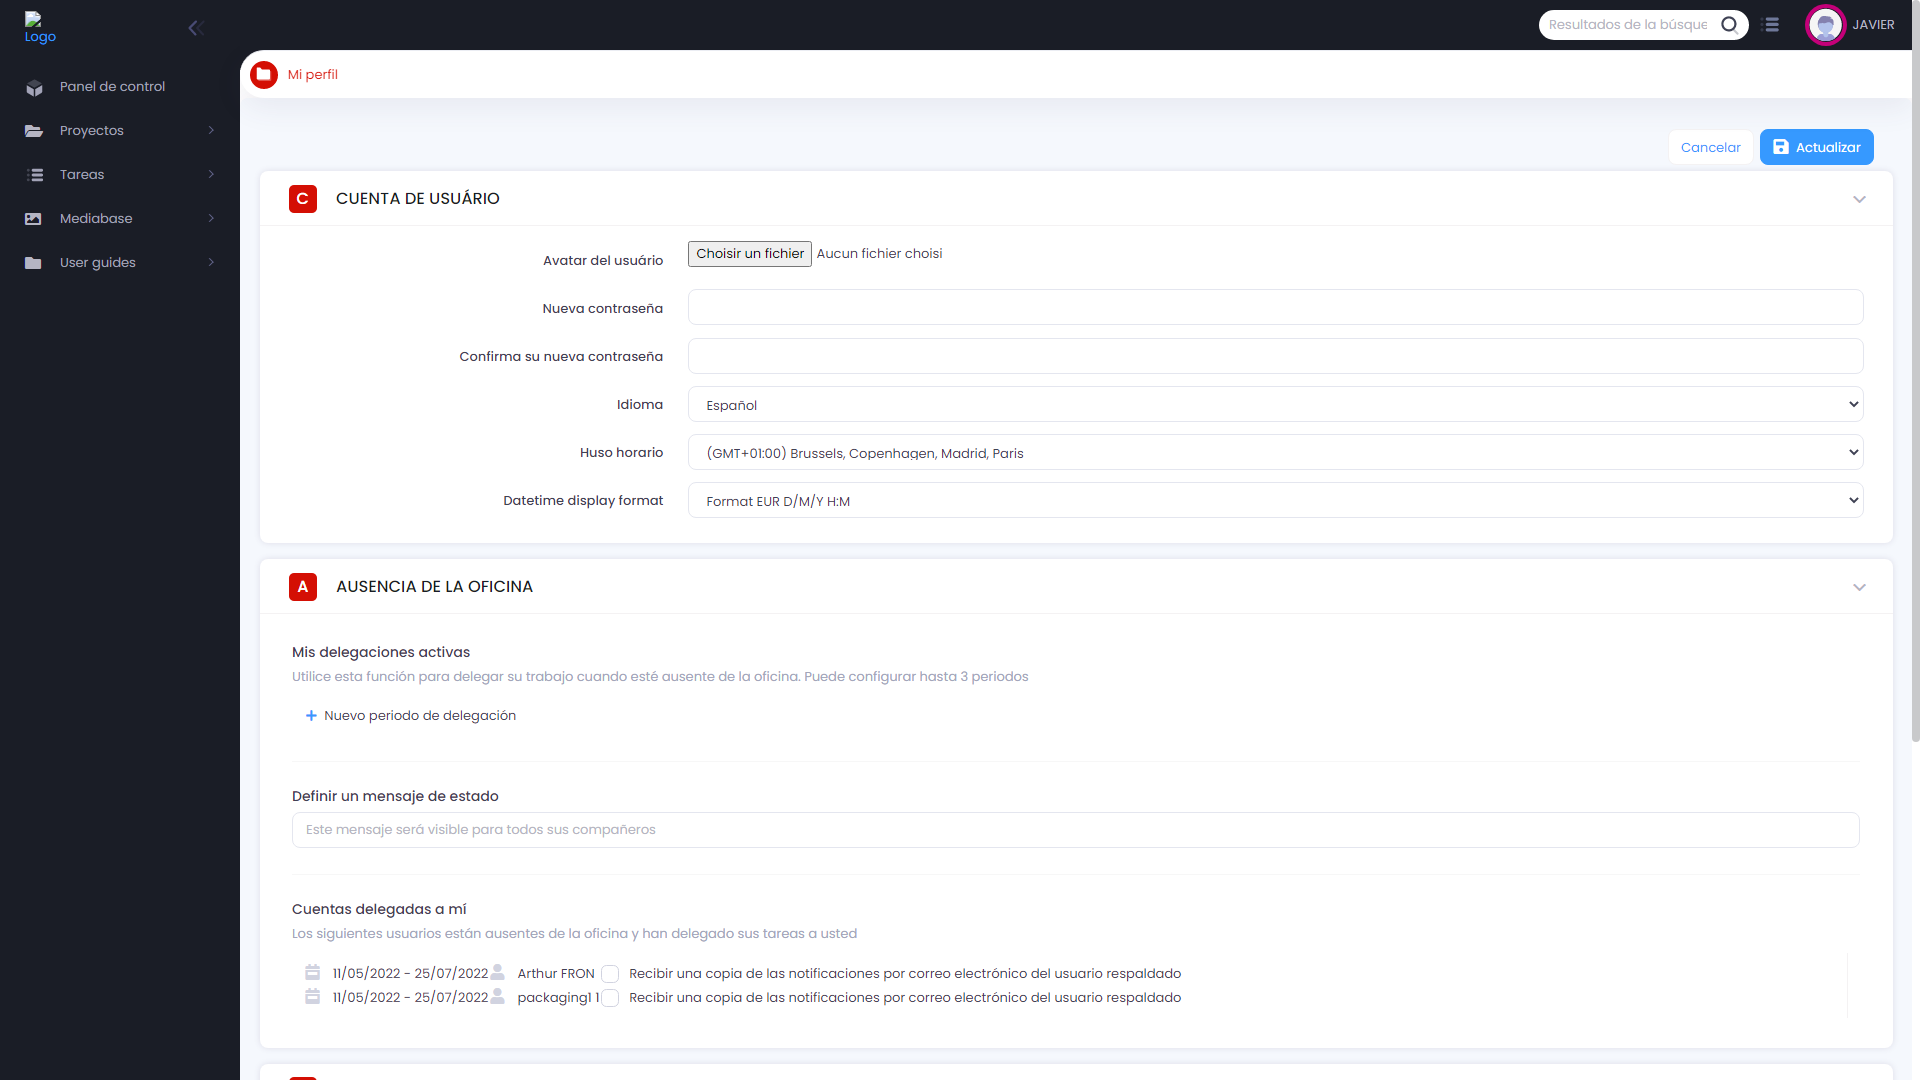 Logo
Resultados de la búsque
JAVIER
Mi perfil
Panel de control
Proyectos
Tareas
Mediabase
User guides
Cancelar
Actualizar
C
CUENTA DE USUÁRIO
Avatar del usuário
Choisir un fichier
Aucun fichier choisi
Nueva contraseña
Confirma su nueva contraseña
Idioma
Español
Huso horario
(GMT+01:00) Brussels, Copenhagen, Madrid, Paris
Datetime display format
Format EUR D/M/Y H:M
A
AUSENCIA DE LA OFICINA
Mis delegaciones activas
Utilice esta función para delegar su trabajo cuando esté ausente de la oficina. Puede configurar hasta 3 periodos
+ Nuevo periodo de delegación
Definir un mensaje de estado
Este mensaje será visible para todos sus compañeros
Cuentas delegadas a mí
Los siguientes usuarios están ausentes de la oficina y han delegado sus tareas a usted
11/05/2022 - 25/07/2022 Arthur FRON Recibir una copia de las notificaciones por correo electrónico del usuario respaldado
11/05/2022 - 25/07/2022 packaging1 1 Recibir una copia de las notificaciones por correo electrónico del usuario respaldado